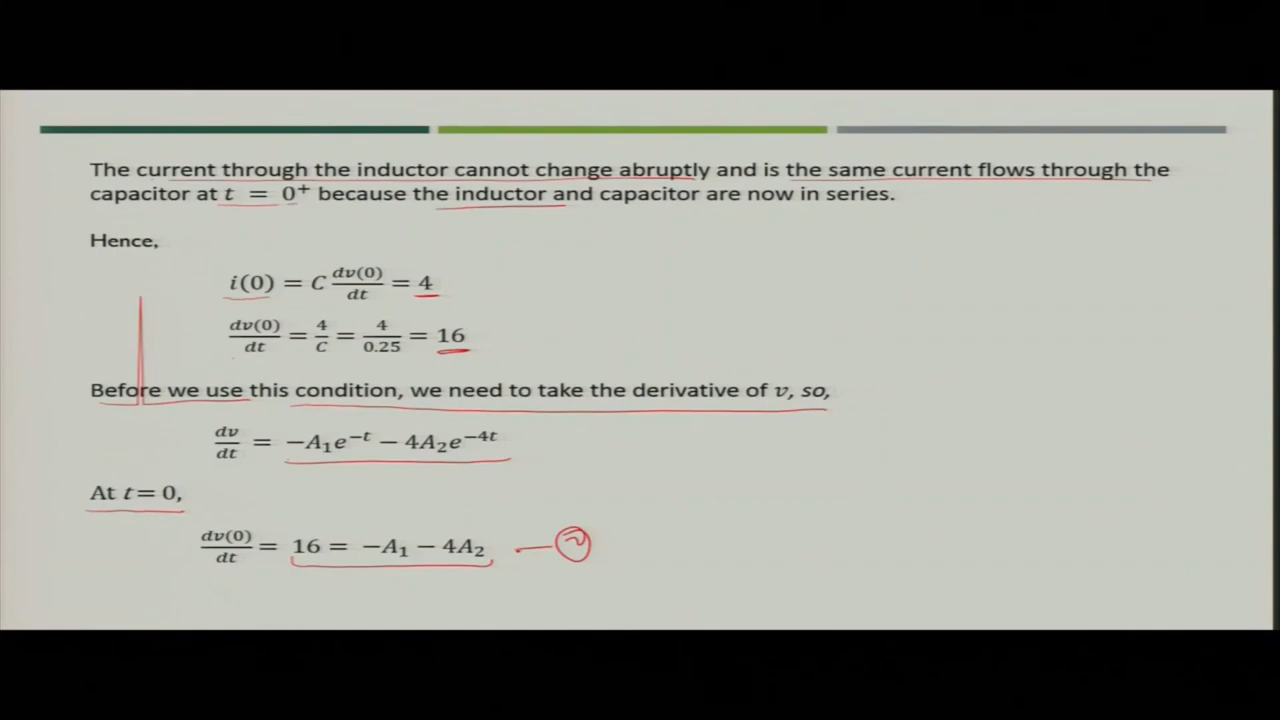 The current through the inductor cannot change abruptly and is the same current flows through the
capacitor at t = 0⁺ because the inductor and capacitor are now in series.
Hence,
i(0) = C dv(0)/dt = 4
dv(0)/dt = 4/C = 4/0.25 = 16
Before we use this condition, we need to take the derivative of v, so,
dv/dt = −A₁e^{−t} − 4A₂e^{−4t}
At t = 0,
dv(0)/dt = 16 = −A₁ − 4A₂ — ②